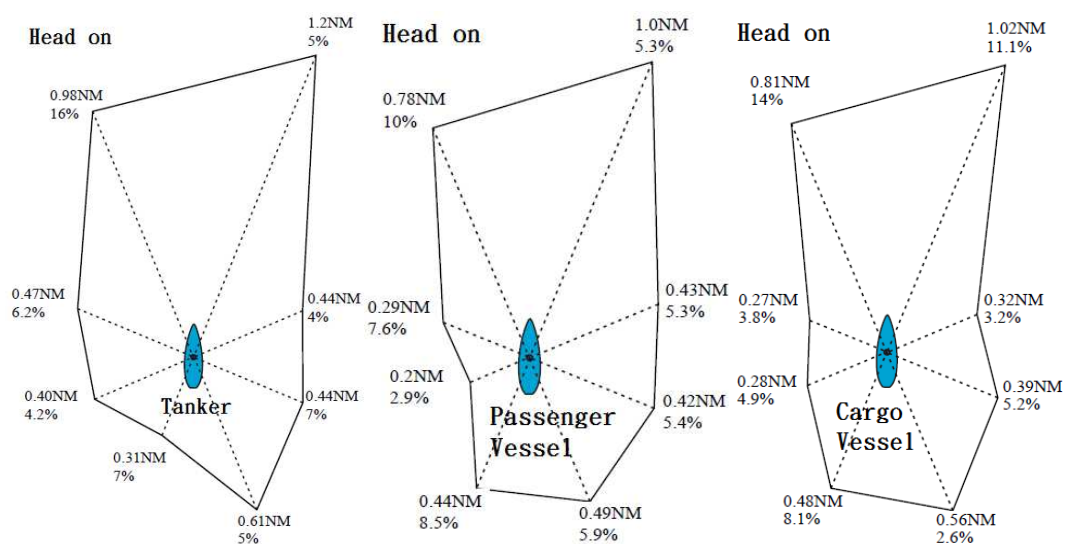 Head on
1.2NM
5%
0.98NM
16%
0.47NM
6.2%
0.44NM
4%
0.40NM
4.2%
0.44NM
7%
Tanker
0.31NM
7%
0.61NM
5%
Head on
1.0NM
5.3%
0.78NM
10%
0.29NM
7.6%
0.43NM
5.3%
0.2NM
2.9%
0.42NM
5.4%
Passenger
Vessel
0.44NM
8.5%
0.49NM
5.9%
Head on
1.02NM
11.1%
0.81NM
14%
0.27NM
3.8%
0.32NM
3.2%
0.28NM
4.9%
0.39NM
5.2%
Cargo
Vessel
0.48NM
8.1%
0.56NM
2.6%